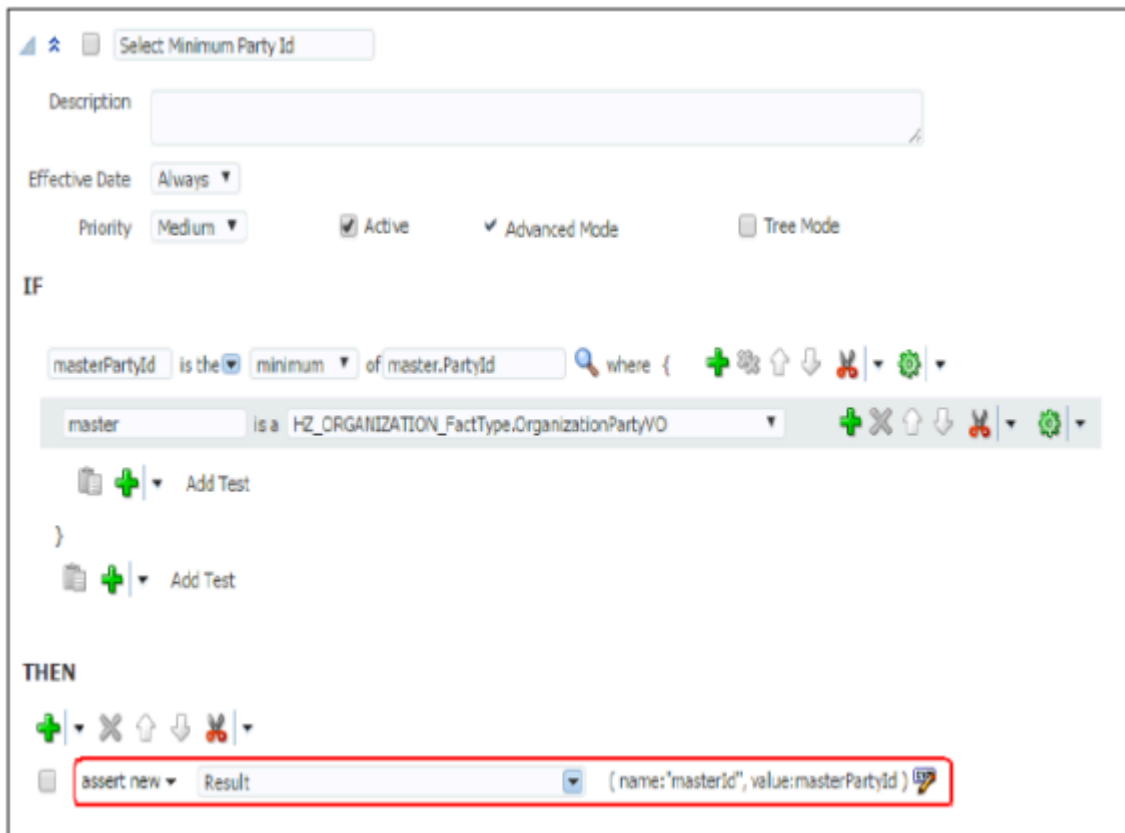 Select Minimum Party Id
Description
Effective Date Always
Priority Medium Active Advanced Mode Tree Mode
IF
masterPartyId is the minimum of master.PartyId where {
master is a HZ_ORGANIZATION_FactType.OrganizationPartyVO
Add Test
}
Add Test
THEN
assert new Result ( name:"masterId", value:masterPartyId )